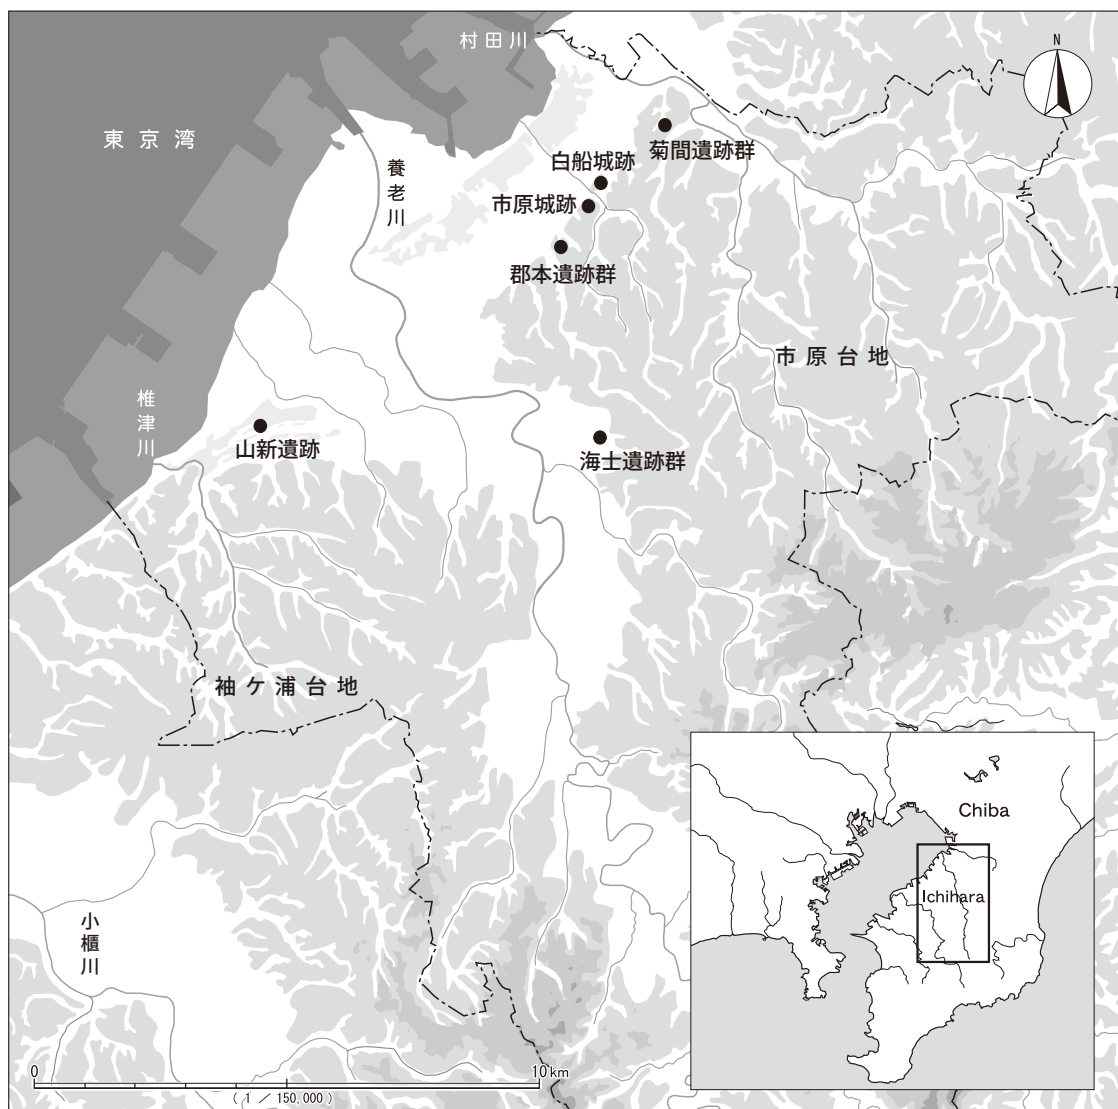 村田川
N
東京湾
菊間遺跡群
白船城跡
養老川
市原城跡
郡本遺跡群
市原台地
椎津川
山新遺跡
海士遺跡群
袖ケ浦台地
Chiba
Ichihara
小櫃川
0
10km
(1/150,000)